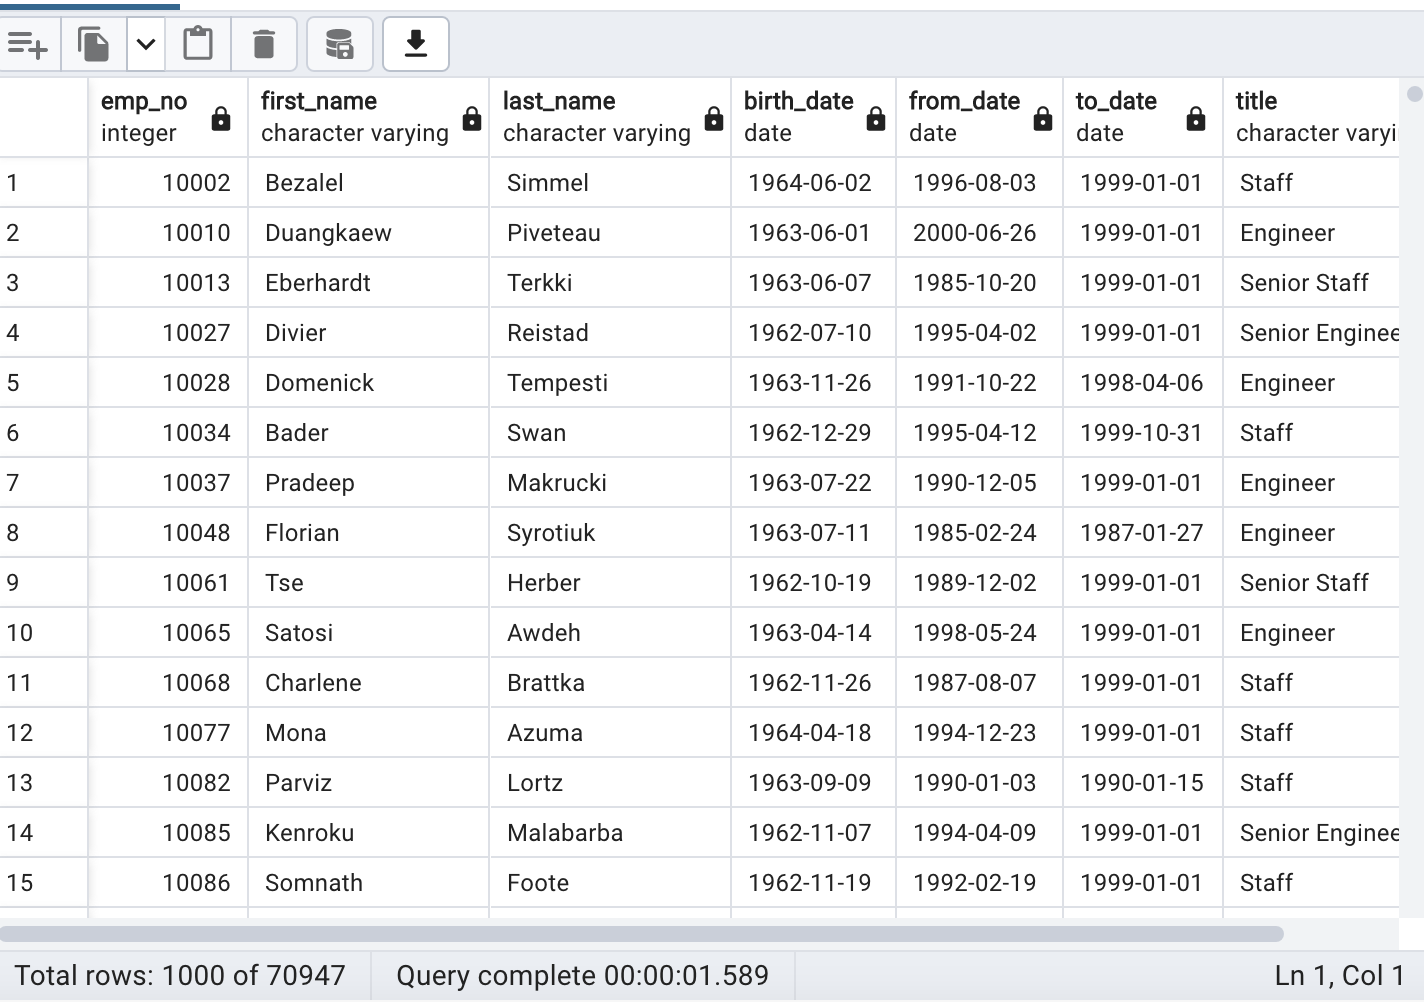 emp_no first_name last_name birth_date from_date to_date title
integer character varying character varying date date date character varyi
1 10002 Bezalel Simmel 1964-06-02 1996-08-03 1999-01-01 Staff
2 10010 Duangkaew Piveteau 1963-06-01 2000-06-26 1999-01-01 Engineer
3 10013 Eberhardt Terkki 1963-06-07 1985-10-20 1999-01-01 Senior Staff
4 10027 Divier Reistad 1962-07-10 1995-04-02 1999-01-01 Senior Enginee
5 10028 Domenick Tempesti 1963-11-26 1991-10-22 1998-04-06 Engineer
6 10034 Bader Swan 1962-12-29 1995-04-12 1999-10-31 Staff
7 10037 Pradeep Makrucki 1963-07-22 1990-12-05 1999-01-01 Engineer
8 10048 Florian Syrotiuk 1963-07-11 1985-02-24 1987-01-27 Engineer
9 10061 Tse Herber 1962-10-19 1989-12-02 1999-01-01 Senior Staff
10 10065 Satosi Awdeh 1963-04-14 1998-05-24 1999-01-01 Engineer
11 10068 Charlene Brattka 1962-11-26 1987-08-07 1999-01-01 Staff
12 10077 Mona Azuma 1964-04-18 1994-12-23 1999-01-01 Staff
13 10082 Parviz Lortz 1963-09-09 1990-01-03 1990-01-15 Staff
14 10085 Kenroku Malabarba 1962-11-07 1994-04-09 1999-01-01 Senior Enginee
15 10086 Somnath Foote 1962-11-19 1992-02-19 1999-01-01 Staff
Total rows: 1000 of 70947 Query complete 00:00:01.589 Ln 1, Col 1